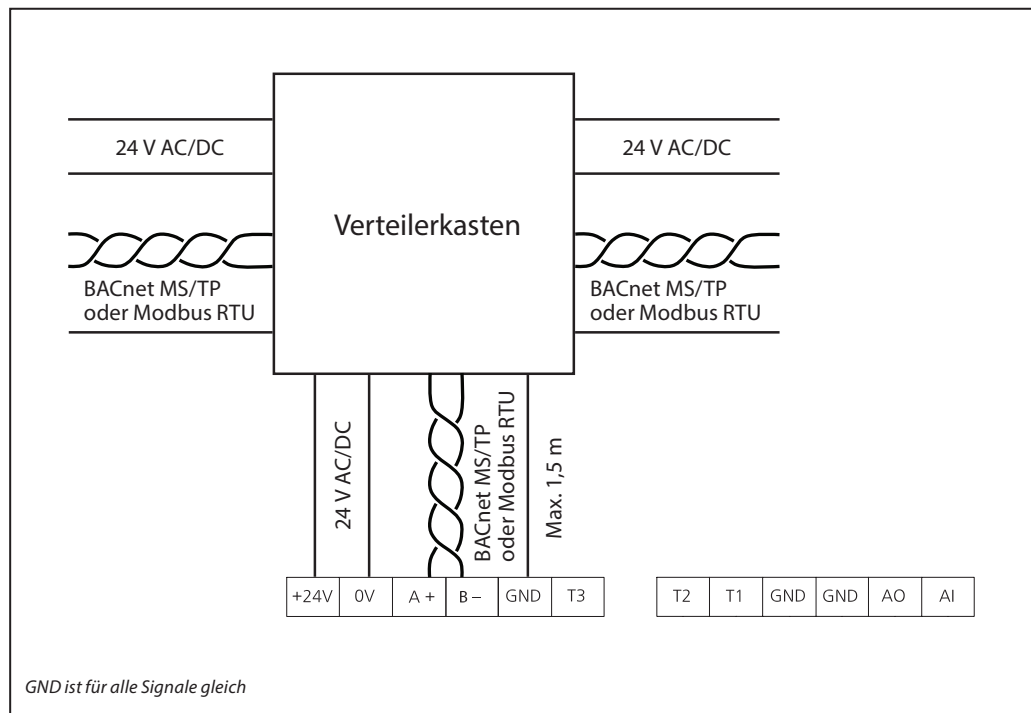 24 V AC/DC
24 V AC/DC
Verteilerkasten
BACnet MS/TP
oder Modbus RTU
BACnet MS/TP
oder Modbus RTU
24 V AC/DC
BACnet MS/TP
oder Modbus RTU
Max. 1,5 m
+24V 0V A + B – GND T3
T2 T1 GND GND AO AI
GND ist für alle Signale gleich